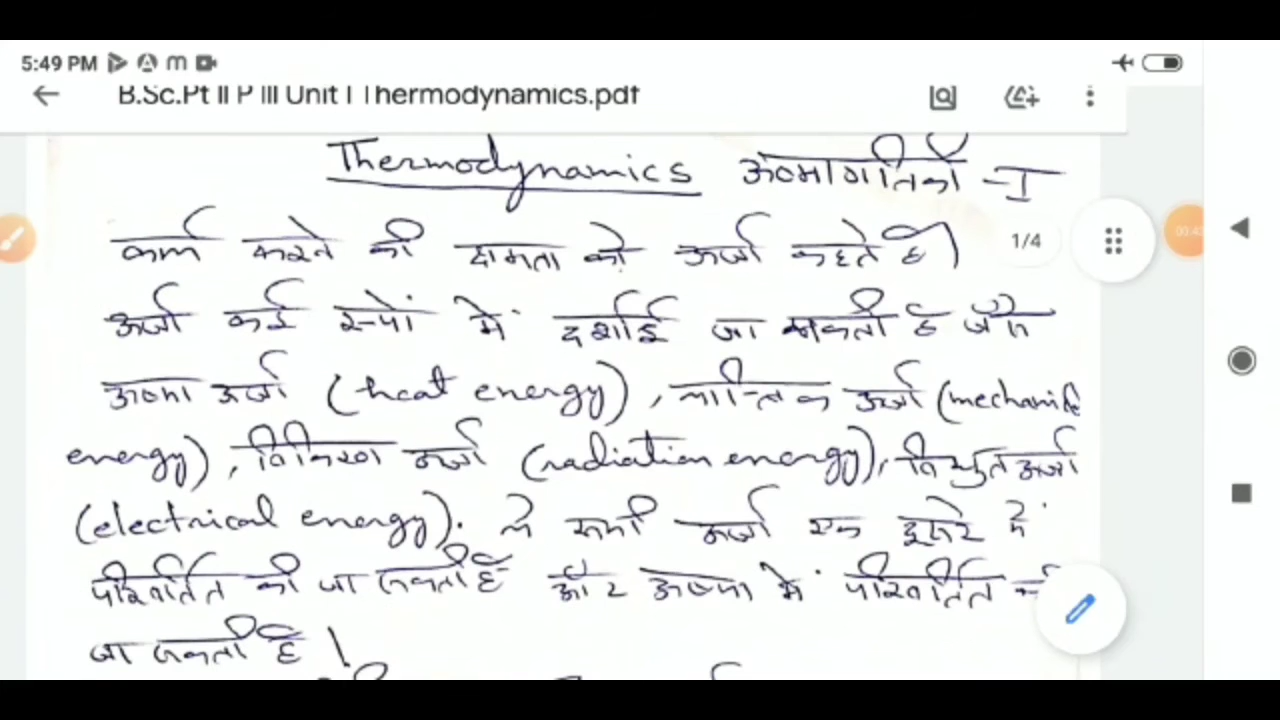 5:49 PM
B.Sc.Pt II P III Unit I Thermodynamics.pdf
Thermodynamics ऊष्मागतिकी -I
कार्य करने की क्षमता को ऊर्जा कहते है।
1/4
03:43
ऊर्जा कई रूपों में दर्शाई जा सकती है जैसे
ऊष्मा ऊर्जा (heat energy), यांत्रिक ऊर्जा (mechanical
energy), विकिरण ऊर्जा (radiation energy), विद्युत ऊर्जा
(electrical energy). ये सभी ऊर्जा एक दूसरे में
परिवर्तित की जा सकती है और ऊष्मा में परिवर्तित की
जा सकती है।